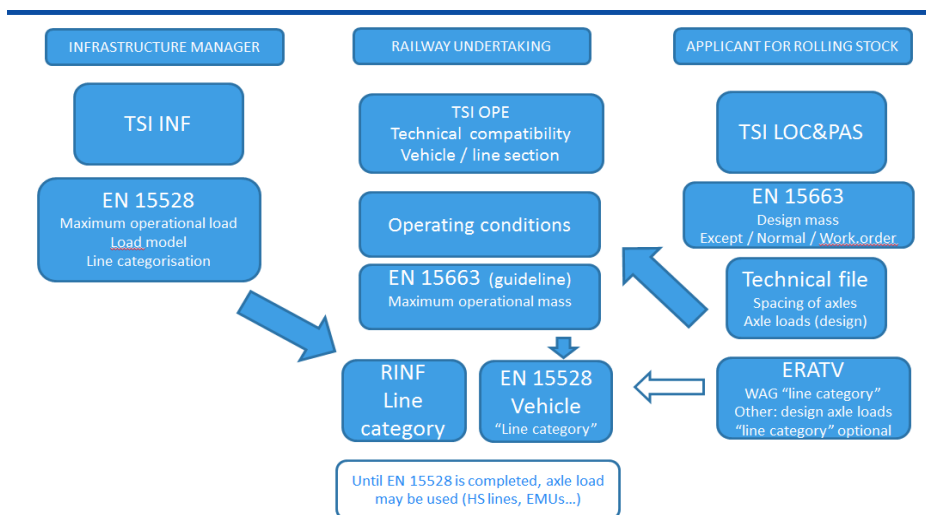 INFRASTRUCTURE MANAGER
RAILWAY UNDERTAKING
APPLICANT FOR ROLLING STOCK
TSI INF
TSI OPE
Technical compatibility
Vehicle / line section
TSI LOC&PAS
EN 15528
Maximum operational load
Load model
Line categorisation
Operating conditions
EN 15663
Design mass
Except / Normal / Work.order
EN 15663 (guideline)
Maximum operational mass
Technical file
Spacing of axles
Axle loads (design)
RINF
Line
category
EN 15528
Vehicle
“Line category”
ERATV
WAG “line category”
Other: design axle loads
“line category” optional
Until EN 15528 is completed, axle load
may be used (HS lines, EMUs...)